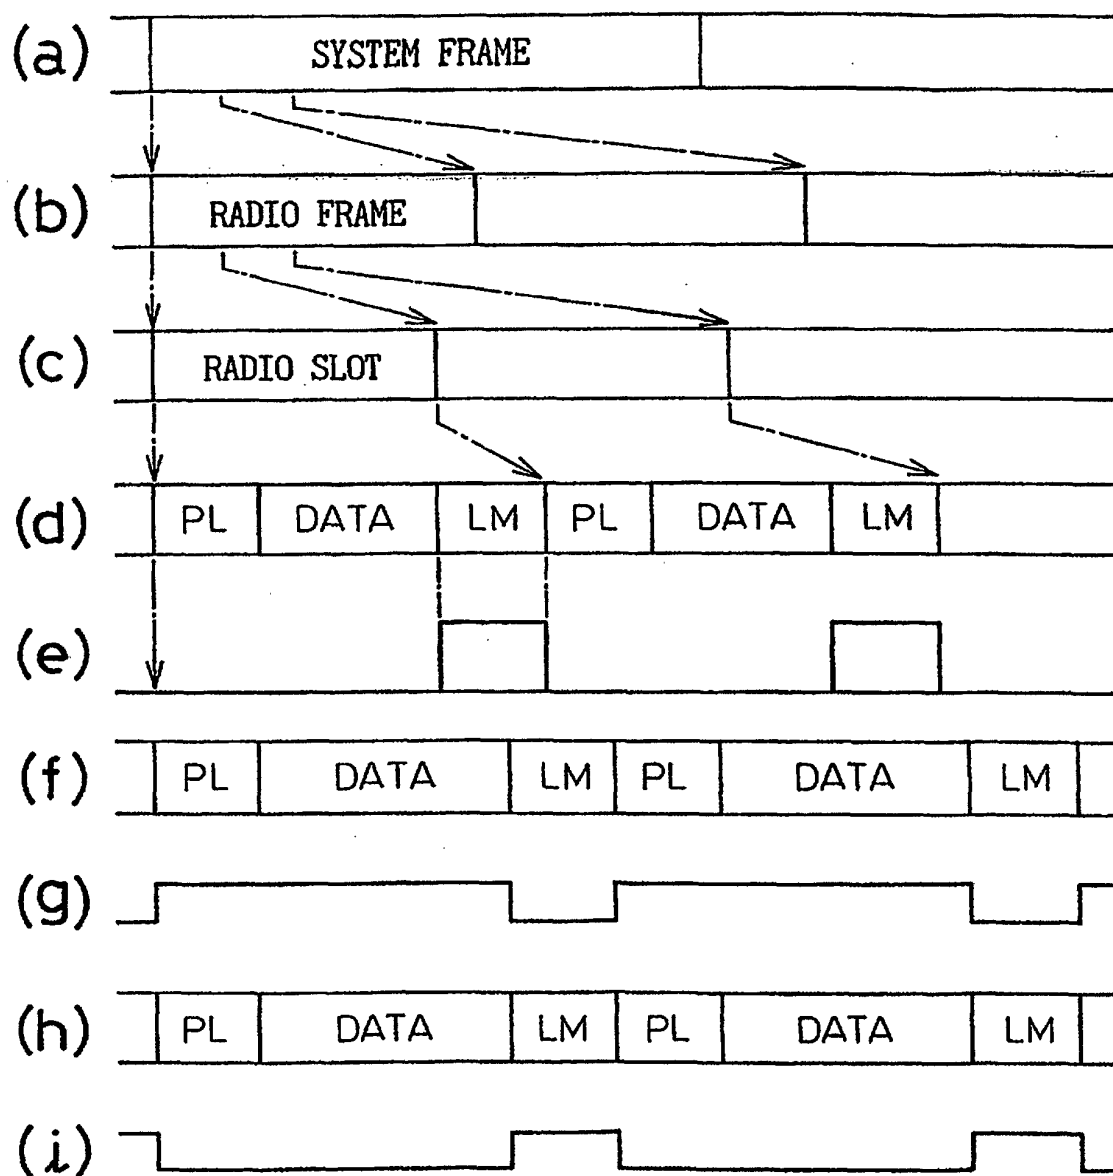 (a) SYSTEM FRAME
(b) RADIO FRAME
(c) RADIO SLOT
(d) PL DATA LM PL DATA LM
(e)
(f) PL DATA LM PL DATA LM
(g)
(h) PL DATA LM PL DATA LM
(i)